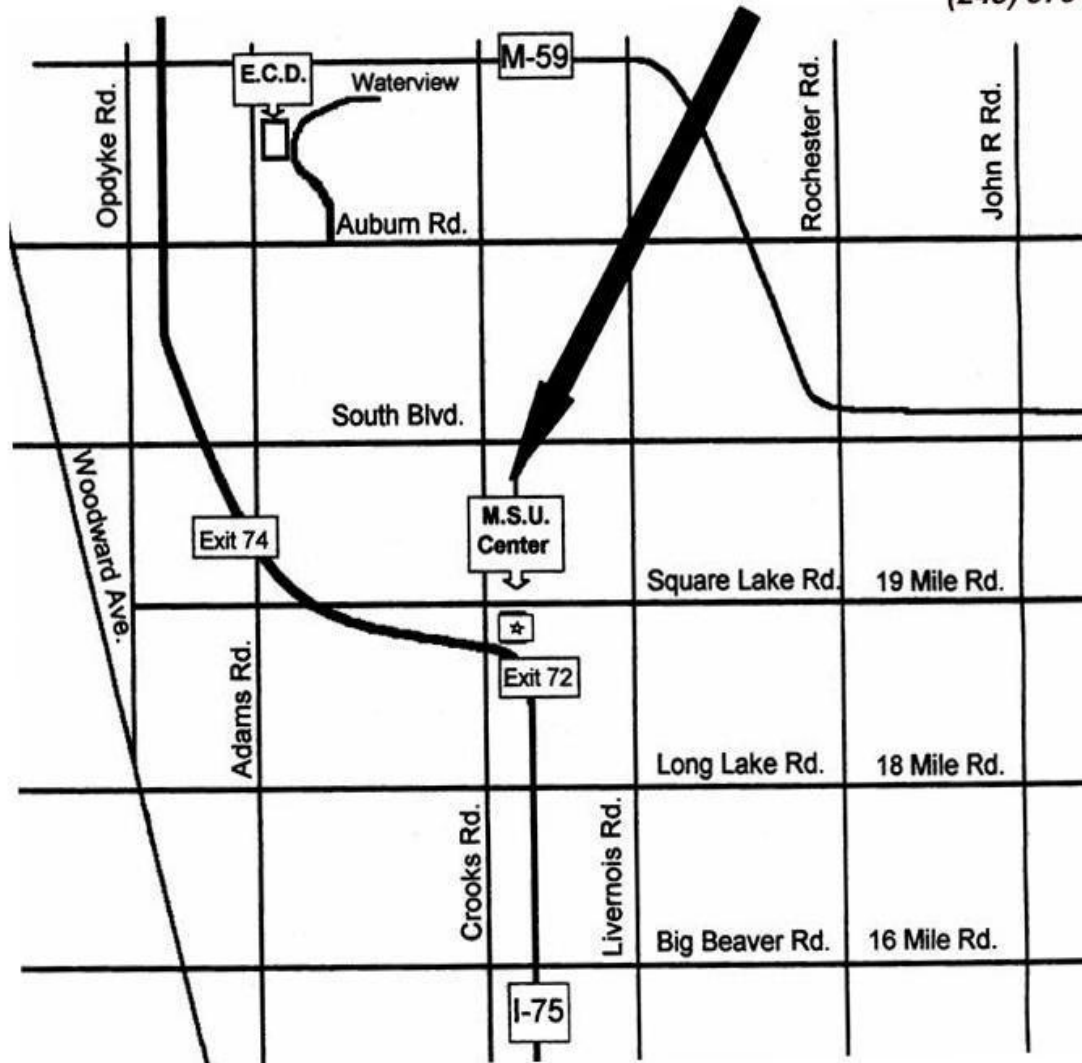 M-59
E.C.D.
Waterview
Opdyke Rd.
Rochester Rd.
John R Rd.
Auburn Rd.
South Blvd.
Woodward Ave.
Exit 74
M.S.U.
Center
Square Lake Rd.
19 Mile Rd.
Adams Rd.
Exit 72
Long Lake Rd.
18 Mile Rd.
Crooks Rd.
Livernois Rd.
Big Beaver Rd.
16 Mile Rd.
I-75